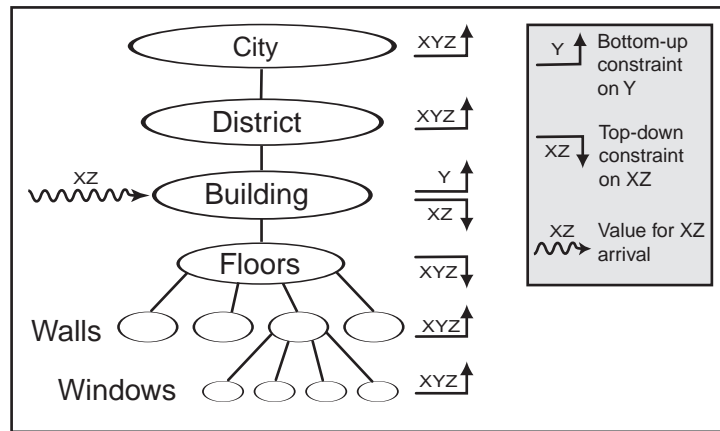 City
XYZ
District
XYZ
XZ
Building
Y
XZ
Floors
XYZ
Walls
XYZ
Windows
XYZ
Y
Bottom-up
constraint
on Y
XZ
Top-down
constraint
on XZ
XZ
Value for XZ
arrival